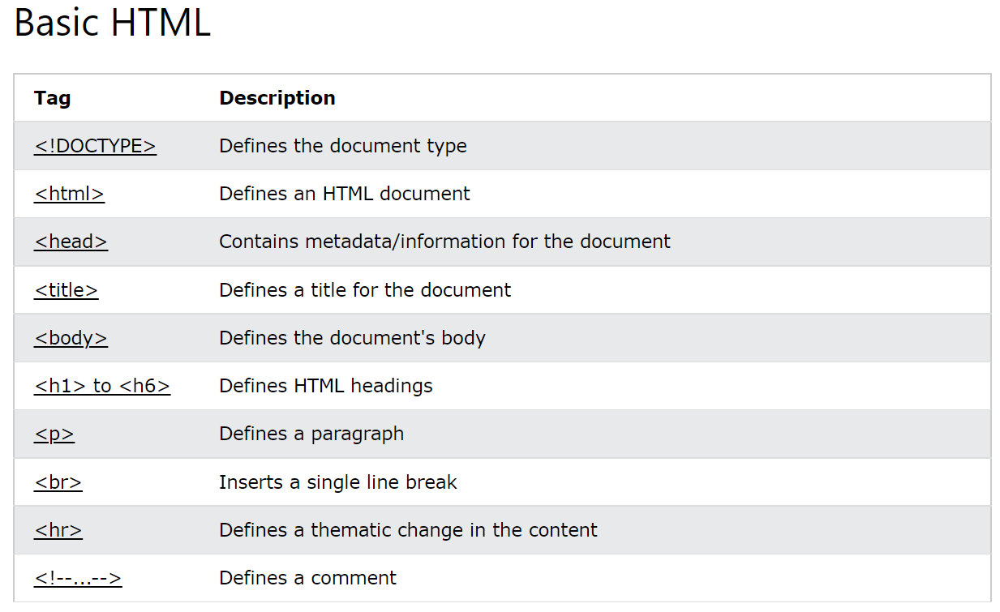 Basic HTML
Tag Description
<!DOCTYPE> Defines the document type
<html> Defines an HTML document
<head> Contains metadata/information for the document
<title> Defines a title for the document
<body> Defines the document's body
<h1> to <h6> Defines HTML headings
<p> Defines a paragraph
<br> Inserts a single line break
<hr> Defines a thematic change in the content
<!--...--> Defines a comment